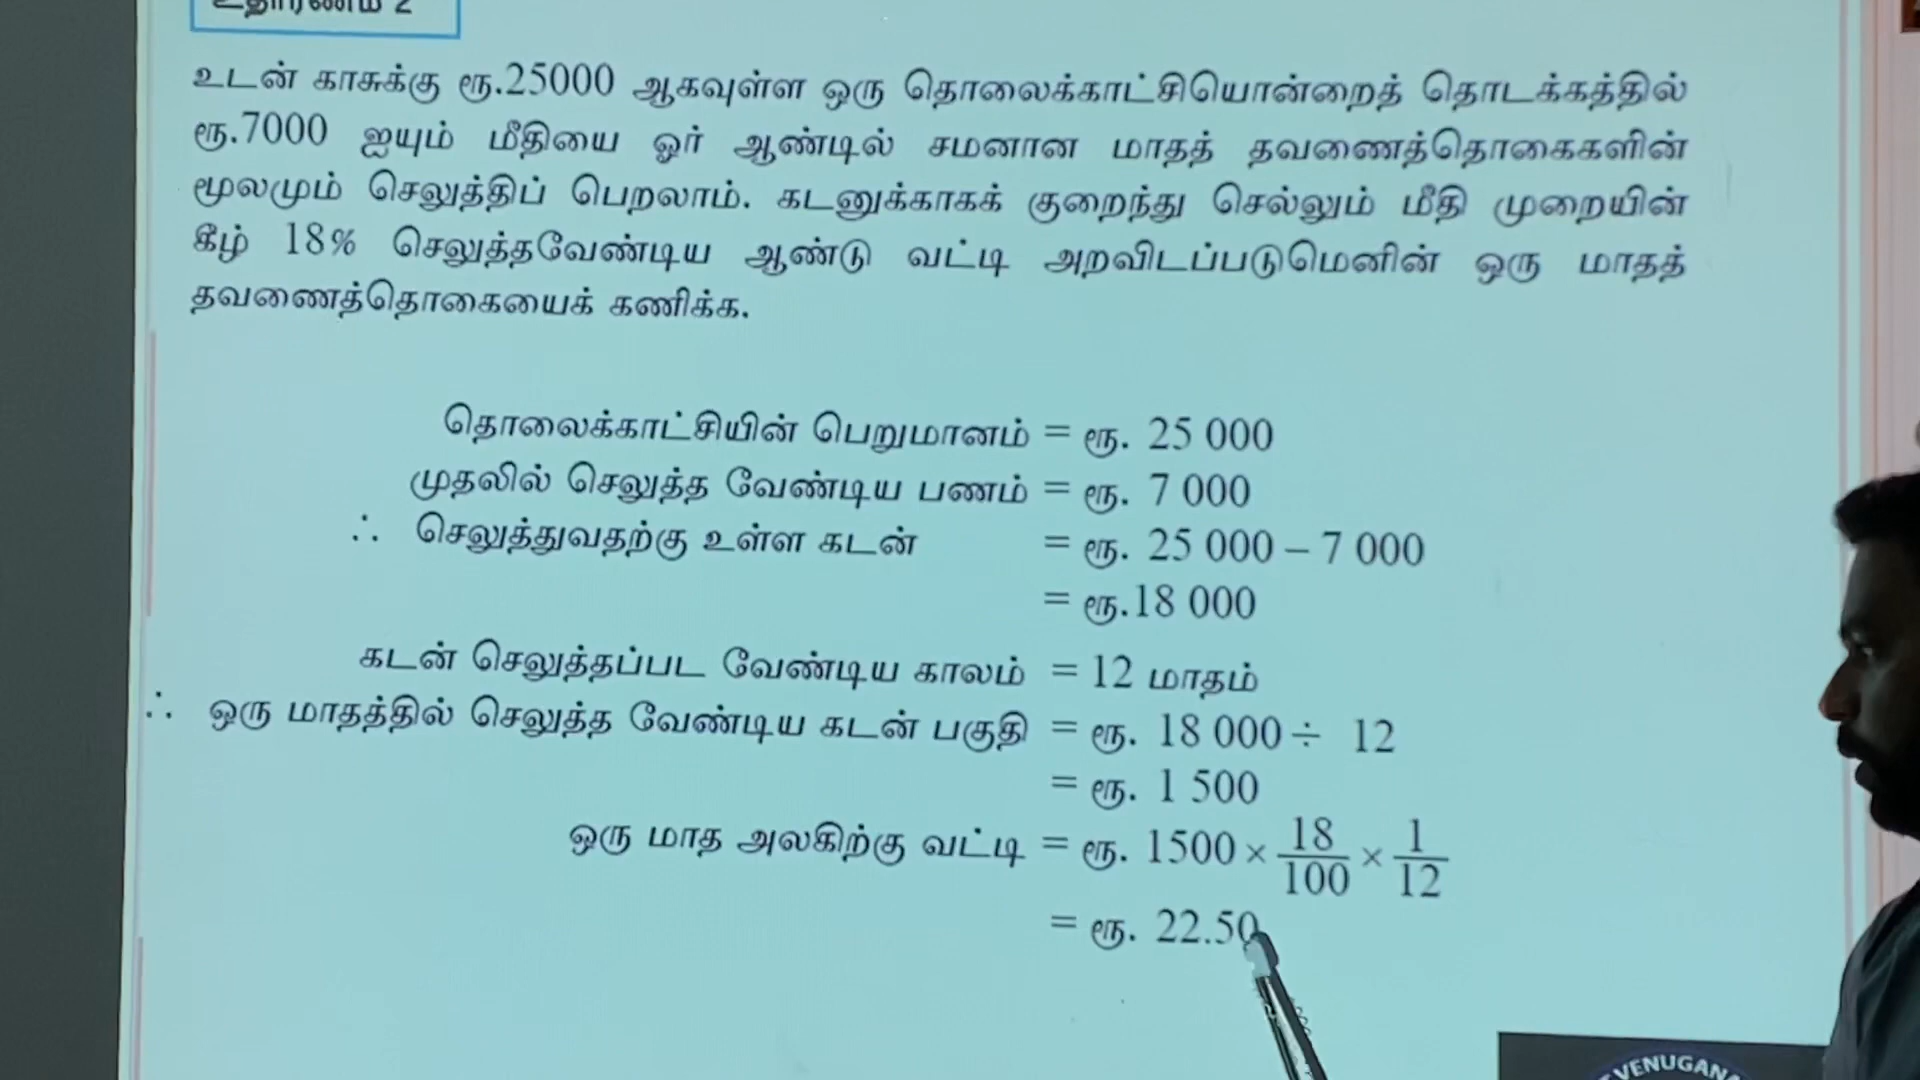 உதாரணம் 2
உடன் காசுக்கு ரூ.25000 ஆகவுள்ள ஒரு தொலைக்காட்சியொன்றைத் தொடக்கத்தில்
ரூ.7000 ஐயும் மீதியை ஓர் ஆண்டில் சமனான மாதத் தவணைத்தொகைகளின்
மூலமும் செலுத்திப் பெறலாம். கடனுக்காகக் குறைந்து செல்லும் மீதி முறையின்
கீழ் 18% செலுத்தவேண்டிய ஆண்டு வட்டி அறவிடப்படுமெனின் ஒரு மாதத்
தவணைத்தொகையைக் கணிக்க.
தொலைக்காட்சியின் பெறுமானம் = ரூ. 25 000
முதலில் செலுத்த வேண்டிய பணம் = ரூ. 7 000
∴ செலுத்துவதற்கு உள்ள கடன் = ரூ. 25 000 – 7 000
= ரூ.18 000
கடன் செலுத்தப்பட வேண்டிய காலம் = 12 மாதம்
∴ ஒரு மாதத்தில் செலுத்த வேண்டிய கடன் பகுதி = ரூ. 18 000 ÷ 12
= ரூ. 1 500
ஒரு மாத அலகிற்கு வட்டி = ரூ. 1500 × 18/100 × 1/12
= ரூ. 22.50